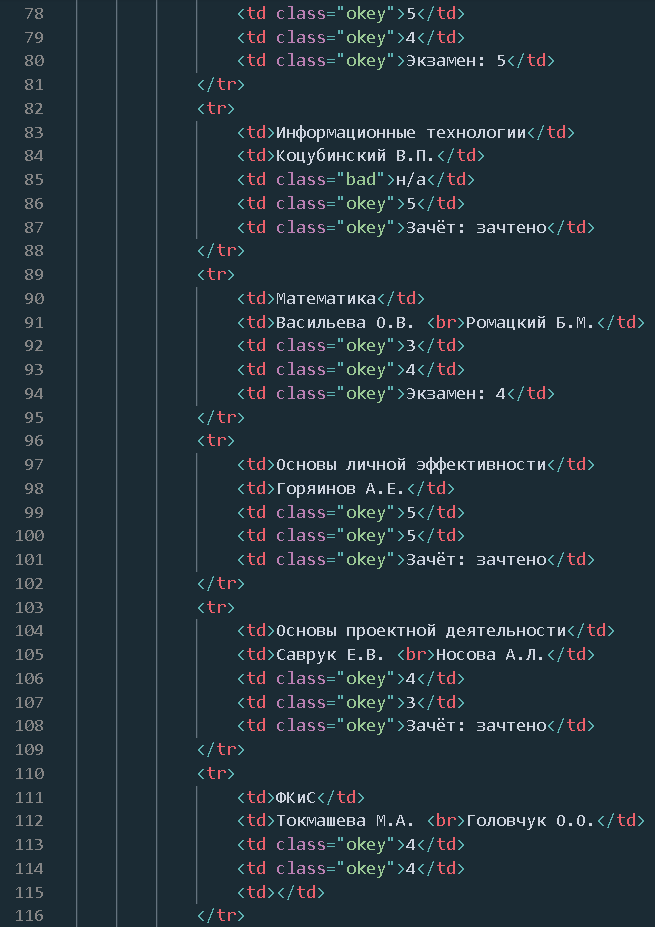 78 <td class="okey">5</td>
79 <td class="okey">4</td>
80 <td class="okey">Экзамен: 5</td>
81 </tr>
82 <tr>
83 <td>Информационные технологии</td>
84 <td>Коцубинский В.П.</td>
85 <td class="bad">н/а</td>
86 <td class="okey">5</td>
87 <td class="okey">Зачёт: зачтено</td>
88 </tr>
89 <tr>
90 <td>Математика</td>
91 <td>Васильева О.В. <br>Ромацкий Б.М.</td>
92 <td class="okey">3</td>
93 <td class="okey">4</td>
94 <td class="okey">Экзамен: 4</td>
95 </tr>
96 <tr>
97 <td>Основы личной эффективности</td>
98 <td>Горяинов А.Е.</td>
99 <td class="okey">5</td>
100 <td class="okey">5</td>
101 <td class="okey">Зачёт: зачтено</td>
102 </tr>
103 <tr>
104 <td>Основы проектной деятельности</td>
105 <td>Саврук Е.В. <br>Носова А.Л.</td>
106 <td class="okey">4</td>
107 <td class="okey">3</td>
108 <td class="okey">Зачёт: зачтено</td>
109 </tr>
110 <tr>
111 <td>ФКиС</td>
112 <td>Токмашева М.А. <br>Головчук О.О.</td>
113 <td class="okey">4</td>
114 <td class="okey">4</td>
115 <td></td>
116 </tr>